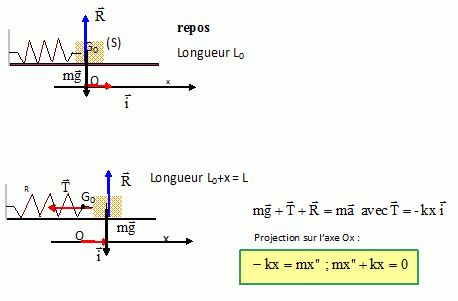 R⃗
repos
G₀ (S)
Longueur L₀
mg⃗ O
x
i⃗
Longueur L₀+x = L
R T⃗ G₀ R⃗
mg⃗ + T⃗ + R⃗ = ma⃗ avec T⃗ = -kx i⃗
O mg⃗ x
i⃗
Projection sur l'axe Ox :
− kx = mx" ; mx" + kx = 0